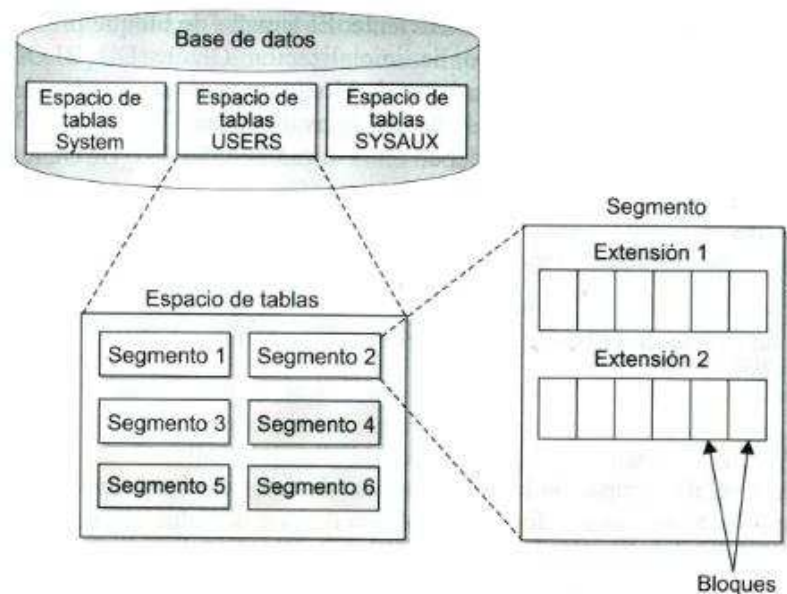 Base de datos
Espacio de
tablas
System
Espacio de
tablas
USERS
Espacio de
tablas
SYSAUX
Segmento
Extensión 1
Extensión 2
Espacio de tablas
Segmento 1
Segmento 2
Segmento 3
Segmento 4
Segmento 5
Segmento 6
Bloques